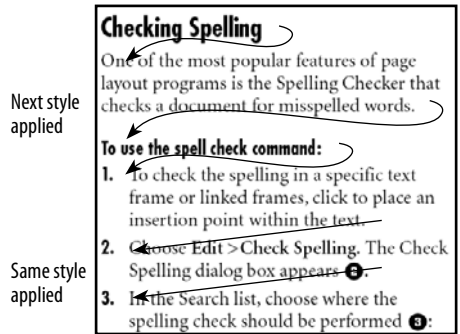 Checking Spelling
One of the most popular features of page
layout programs is the Spelling Checker that
checks a document for misspelled words.
Next style
applied
To use the spell check command:
1. To check the spelling in a specific text
frame or linked frames, click to place an
insertion point within the text.
2. Choose Edit > Check Spelling. The Check
Spelling dialog box appears ❷.
Same style
applied
3. In the Search list, choose where the
spelling check should be performed ❸: